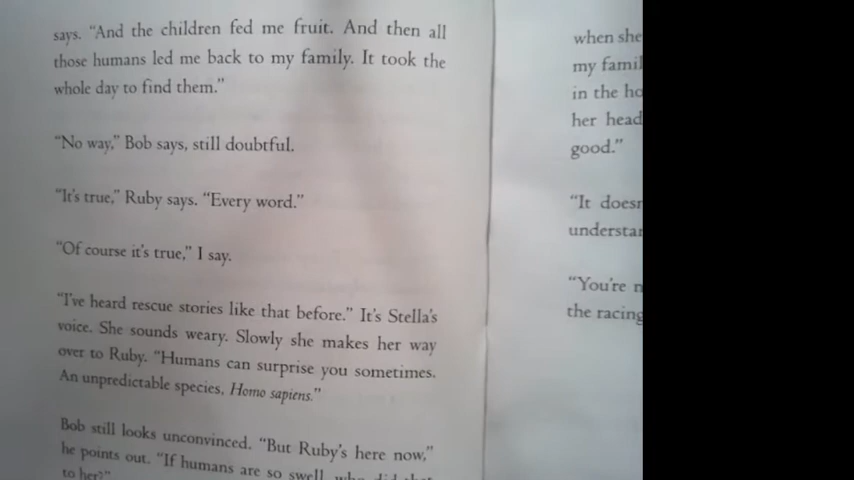 says. “And the children fed me fruit. And then all
those humans led me back to my family. It took the
whole day to find them.”
“No way,” Bob says, still doubtful.
“It’s true,” Ruby says. “Every word.”
“Of course it’s true,” I say.
“I’ve heard rescue stories like that before.” It’s Stella’s
voice. She sounds weary. Slowly she makes her way
over to Ruby. “Humans can surprise you sometimes.
An unpredictable species, Homo sapiens.”
Bob still looks unconvinced. “But Ruby’s here now,”
he points out. “If humans are so swell, who did that
to her?”
when she
my
in the
her head
good.”
“It
“You’re
the racing